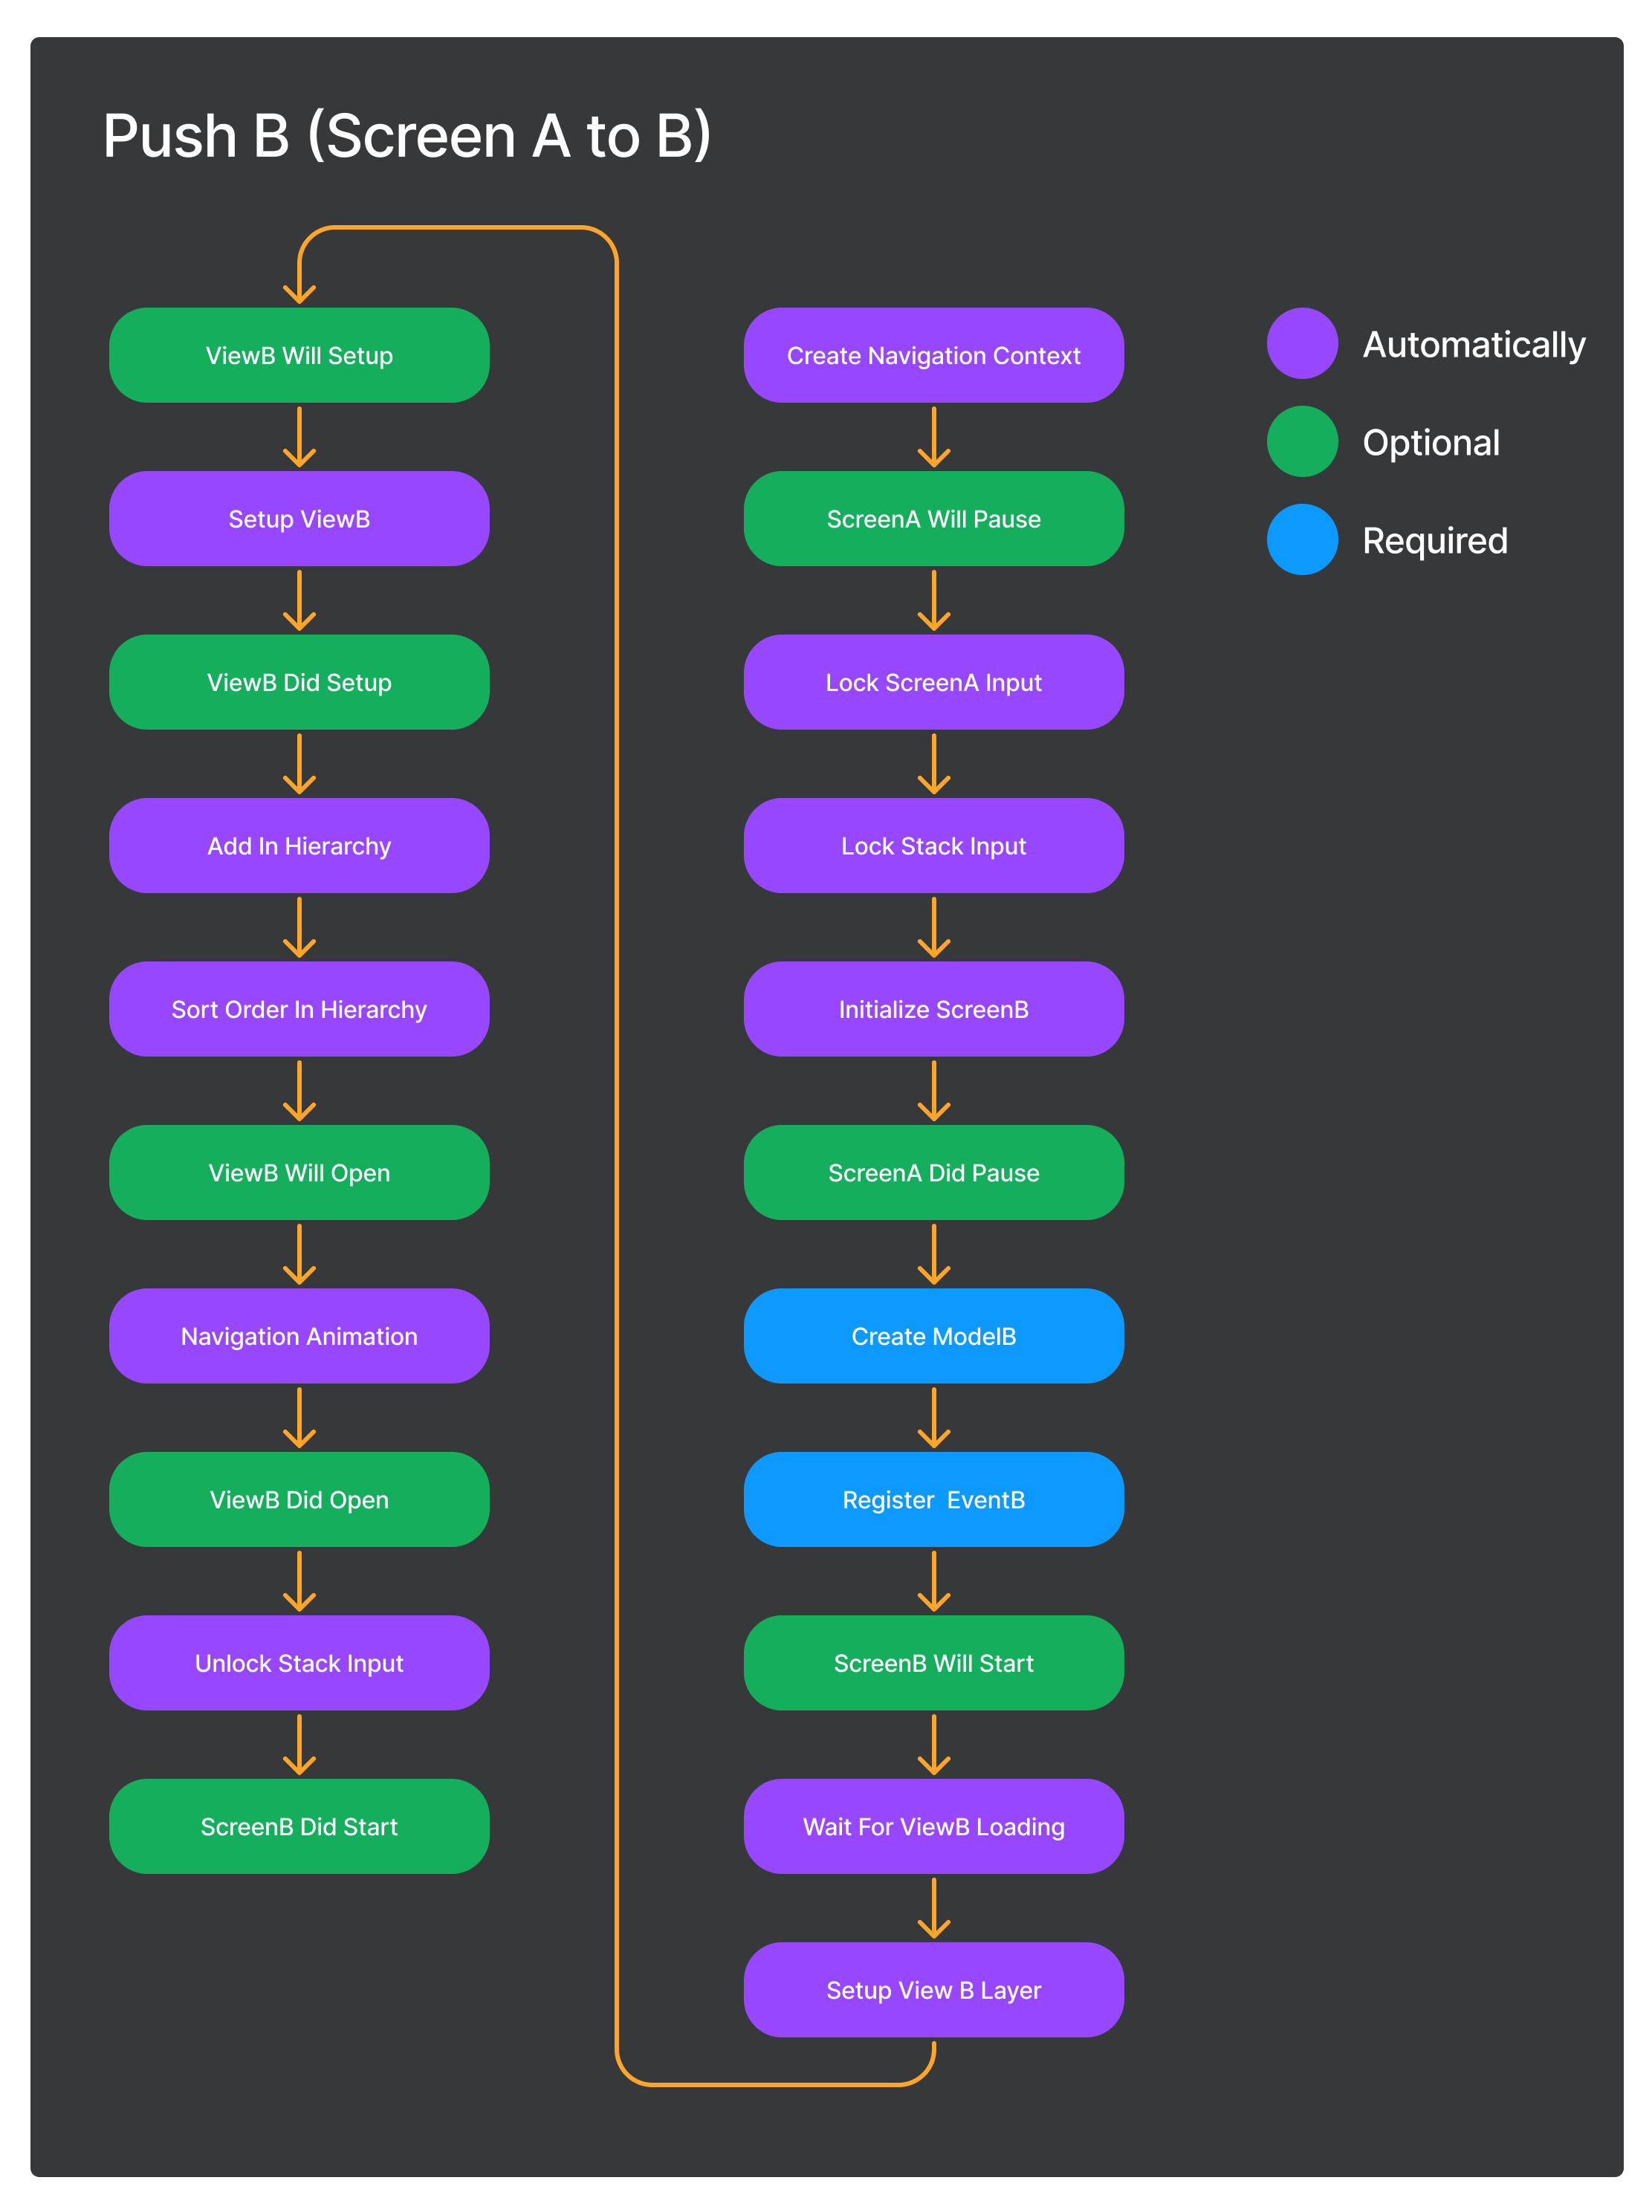 Push B (Screen A to B)
ViewB Will Setup
Setup ViewB
ViewB Did Setup
Add In Hierarchy
Sort Order In Hierarchy
ViewB Will Open
Navigation Animation
ViewB Did Open
Unlock Stack Input
ScreenB Did Start
Create Navigation Context
ScreenA Will Pause
Lock ScreenA Input
Lock Stack Input
Initialize ScreenB
ScreenA Did Pause
Create ModelB
Register  EventB
ScreenB Will Start
Wait For ViewB Loading
Setup View B Layer
Automatically
Optional
Required